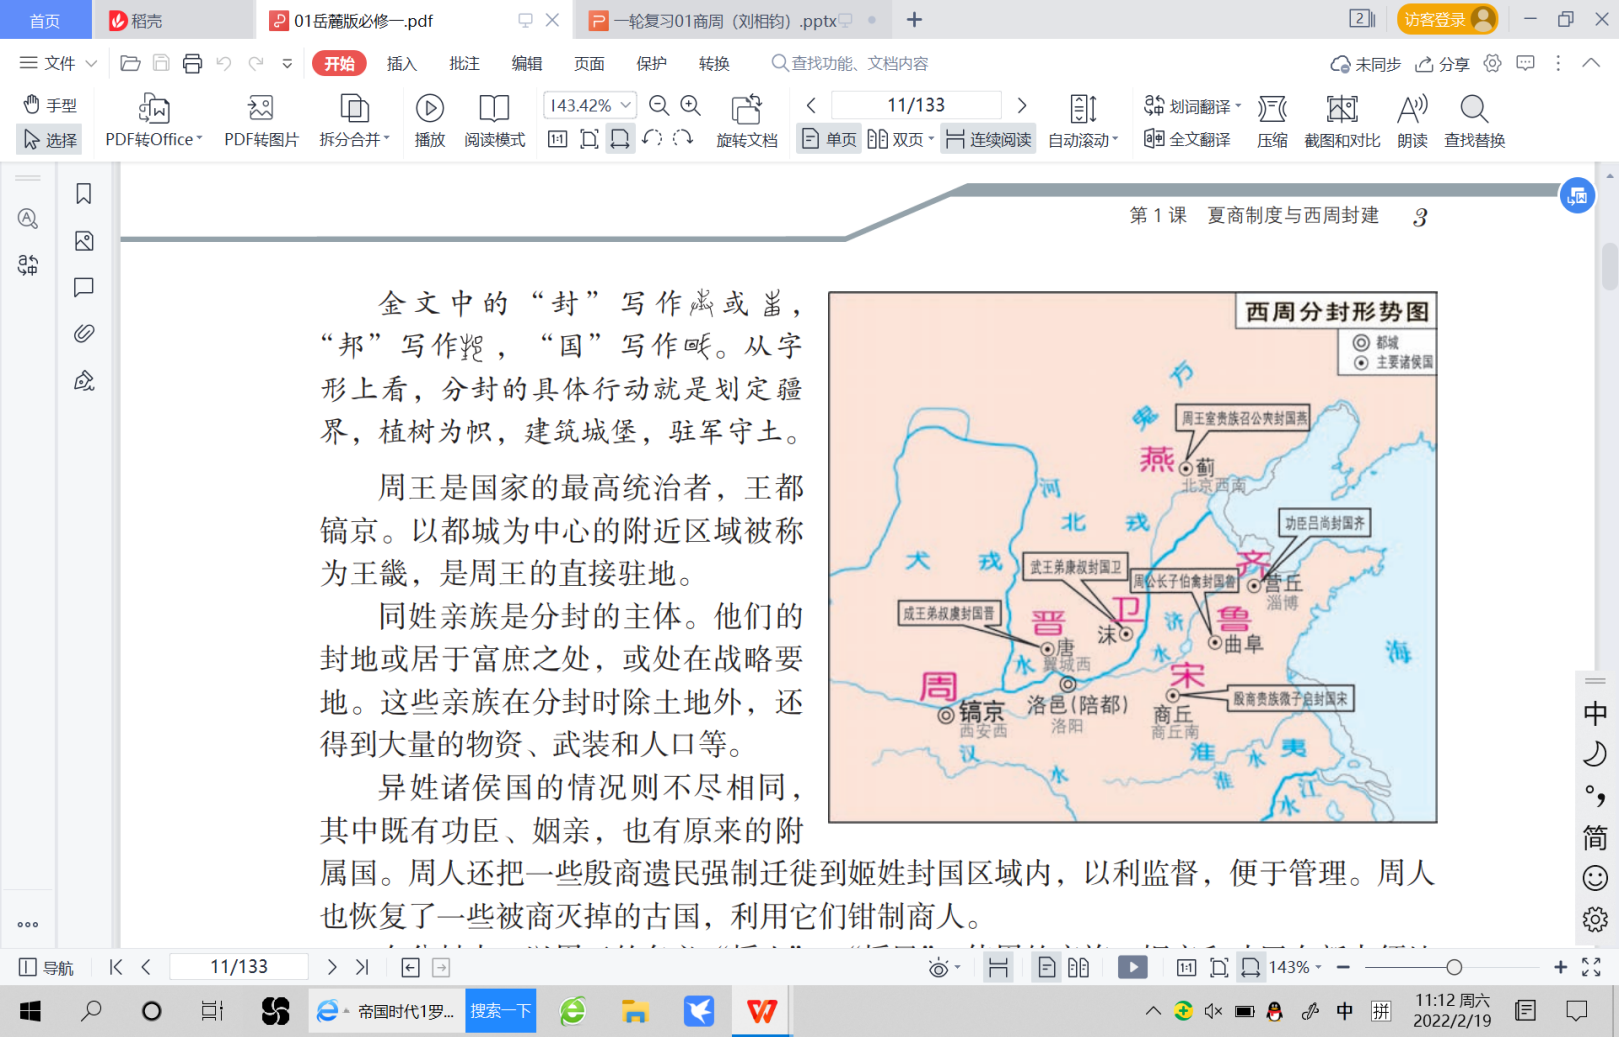 首页
稻壳
01岳麓版必修一.pdf
一轮复习01商周（刘相钧）.pptx
2
访客登录
文件
开始
插入
批注
编辑
页面
保护
转换
查找功能、文档内容
未同步
分享
手型
选择
PDF转Office
PDF转图片
拆分合并
播放
阅读模式
143.42%
旋转文档
11/133
单页
双页
连续阅读
自动滚动
划词翻译
全文翻译
压缩
截图和对比
朗读
查找替换
第1课 夏商制度与西周封建 3
金文中的“封”写作或，
“邦”写作，“国”写作。从字
形上看，分封的具体行动就是划定疆
界，植树为帜，建筑城堡，驻军守土。
周王是国家的最高统治者，王都
镐京。以都城为中心的附近区域被称
为王畿，是周王的直接驻地。
同姓亲族是分封的主体。他们的
封地或居于富庶之处，或处在战略要
地。这些亲族在分封时除土地外，还
得到大量的物资、武装和人口等。
异姓诸侯国的情况则不尽相同，
其中既有功臣、姻亲，也有原来的附
属国。周人还把一些殷商遗民强制迁徙到姬姓封国区域内，以利监督，便于管理。周人
也恢复了一些被商灭掉的古国，利用它们钳制商人。
西周分封形势图
都城
主要诸侯国
鬼方
周王室贵族召公奭封国燕
燕
蓟
北京西南
河
北戎
犬戎
功臣吕尚封国齐
齐
营丘
淄博
武王弟康叔封国卫
周公长子伯禽封国鲁
卫
沫
济水
鲁
曲阜
成王弟叔虞封国晋
晋
唐
翼城西
水
海
周
镐京
西安西
洛邑(陪都)
洛阳
宋
商丘
商丘南
殷商贵族微子启封国宋
汉水
淮夷
淮水
江水
中
简
导航
11/133
143%
帝国时代1罗...
搜索一下
中
拼
11:12 周六
2022/2/19